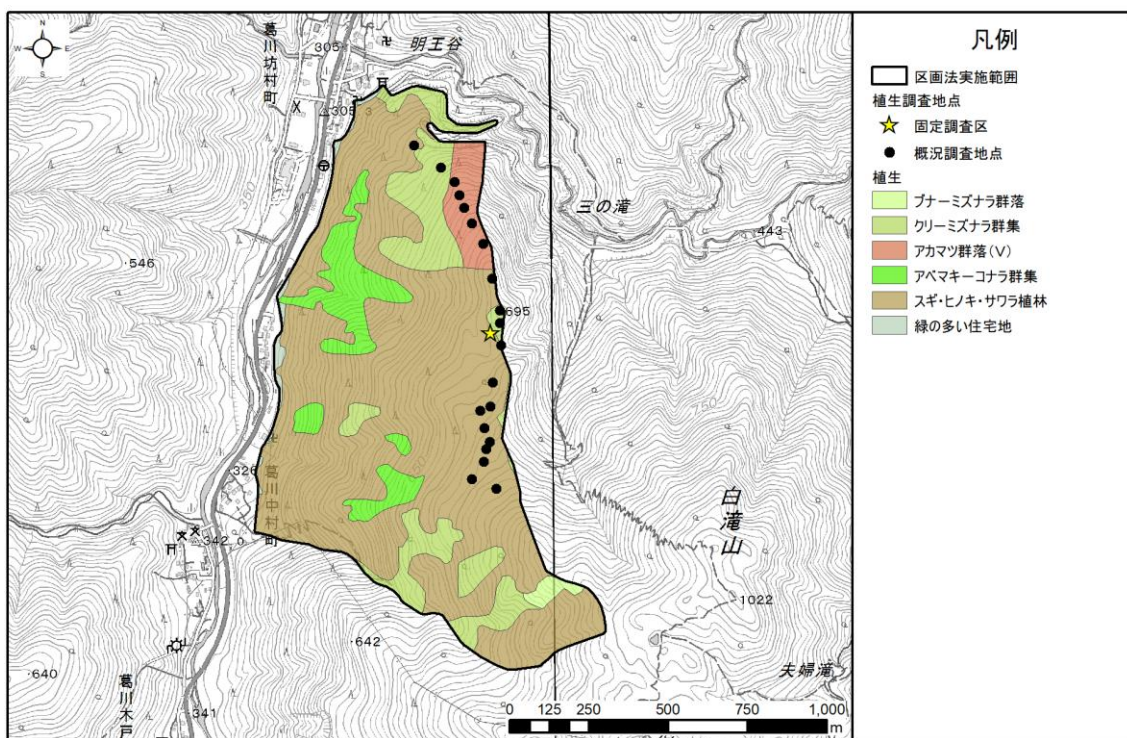 N
W
E
S
葛川坊村町
305
明王谷
305.3
三の滝
443
546
695
750
326
葛川中村町
342
白滝山
1022
642
640
夫婦滝
葛川木戸
341
0 125 250 500 750 1,000
m
凡例
区画法実施範囲
植生調査地点
固定調査区
概況調査地点
植生
ブナーミズナラ群落
クリーミズナラ群集
アカマツ群落(V)
アベマキーコナラ群集
スギ・ヒノキ・サワラ植林
緑の多い住宅地